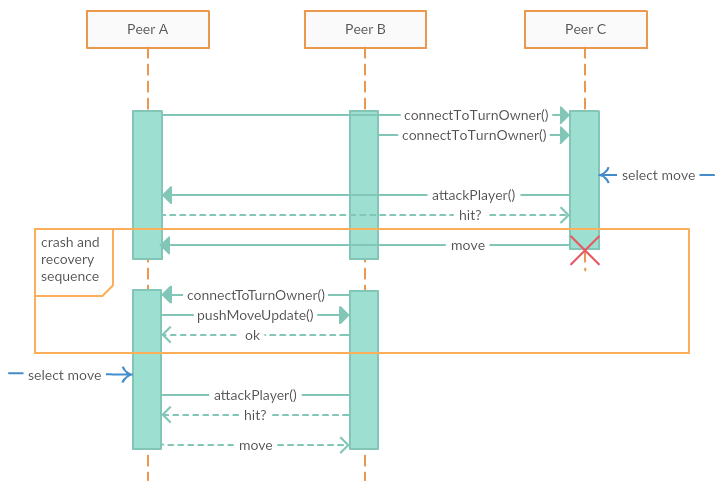 Peer A
Peer B
Peer C
connectToTurnOwner()
connectToTurnOwner()
select move
attackPlayer()
hit?
crash and
recovery
sequence
move
connectToTurnOwner()
pushMoveUpdate()
ok
select move
attackPlayer()
hit?
move